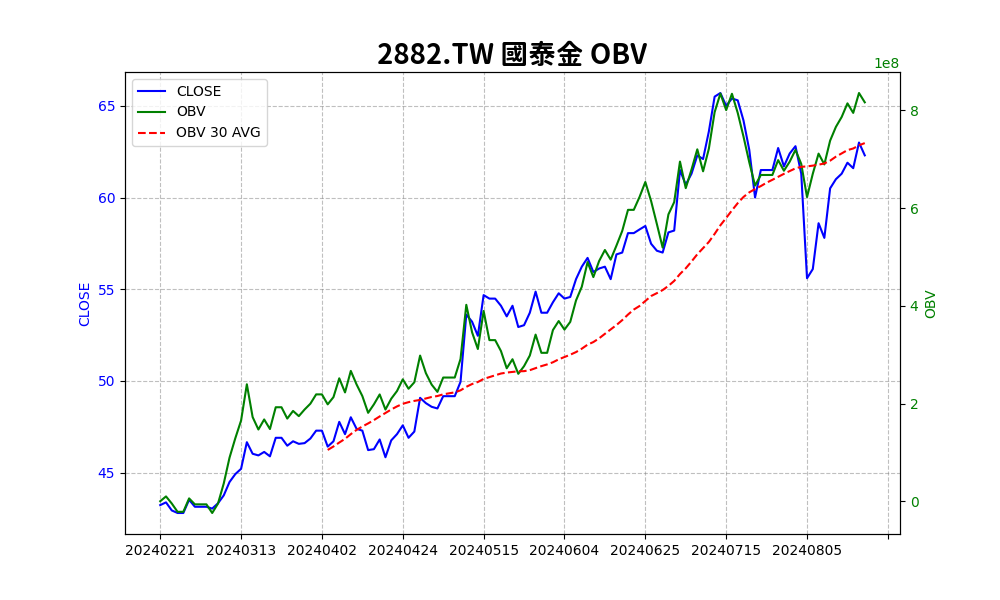 2882.TW 國泰金 OBV
1e8
CLOSE
OBV
OBV 30 AVG
65
60
55
50
45
CLOSE
8
6
4
2
0
OBV
20240221 20240313 20240402 20240424 20240515 20240604 20240625 20240715 20240805